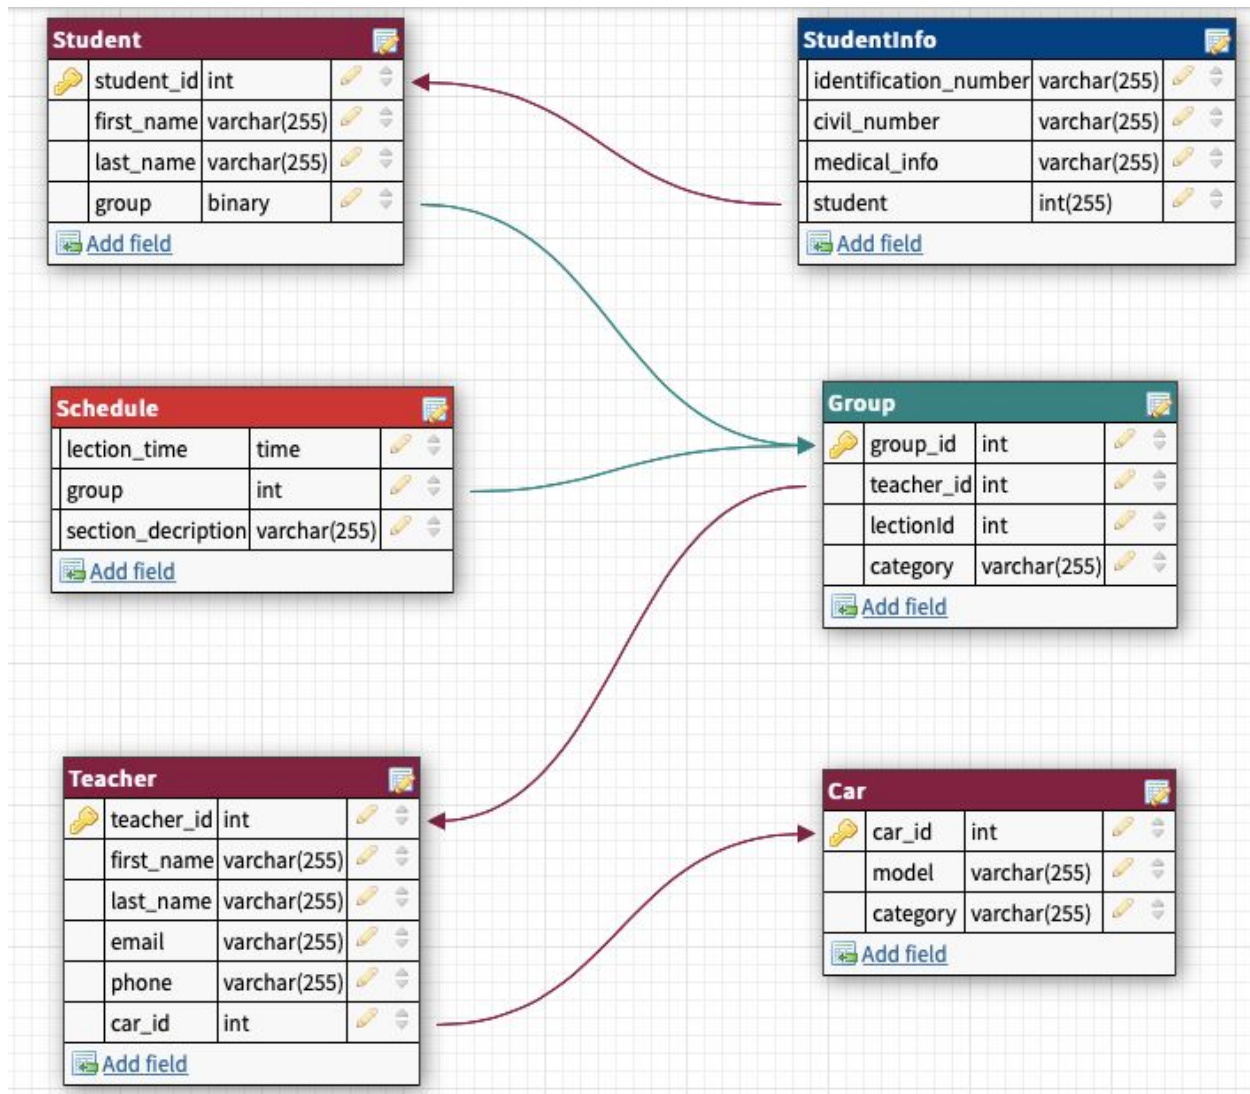 Student
student_id int
first_name varchar(255)
last_name varchar(255)
group binary
Add field
StudentInfo
identification_number varchar(255)
civil_number varchar(255)
medical_info varchar(255)
student int(255)
Add field
Schedule
lection_time time
group int
section_decription varchar(255)
Add field
Group
group_id int
teacher_id int
lectionId int
category varchar(255)
Add field
Teacher
teacher_id int
first_name varchar(255)
last_name varchar(255)
email varchar(255)
phone varchar(255)
car_id int
Add field
Car
car_id int
model varchar(255)
category varchar(255)
Add field